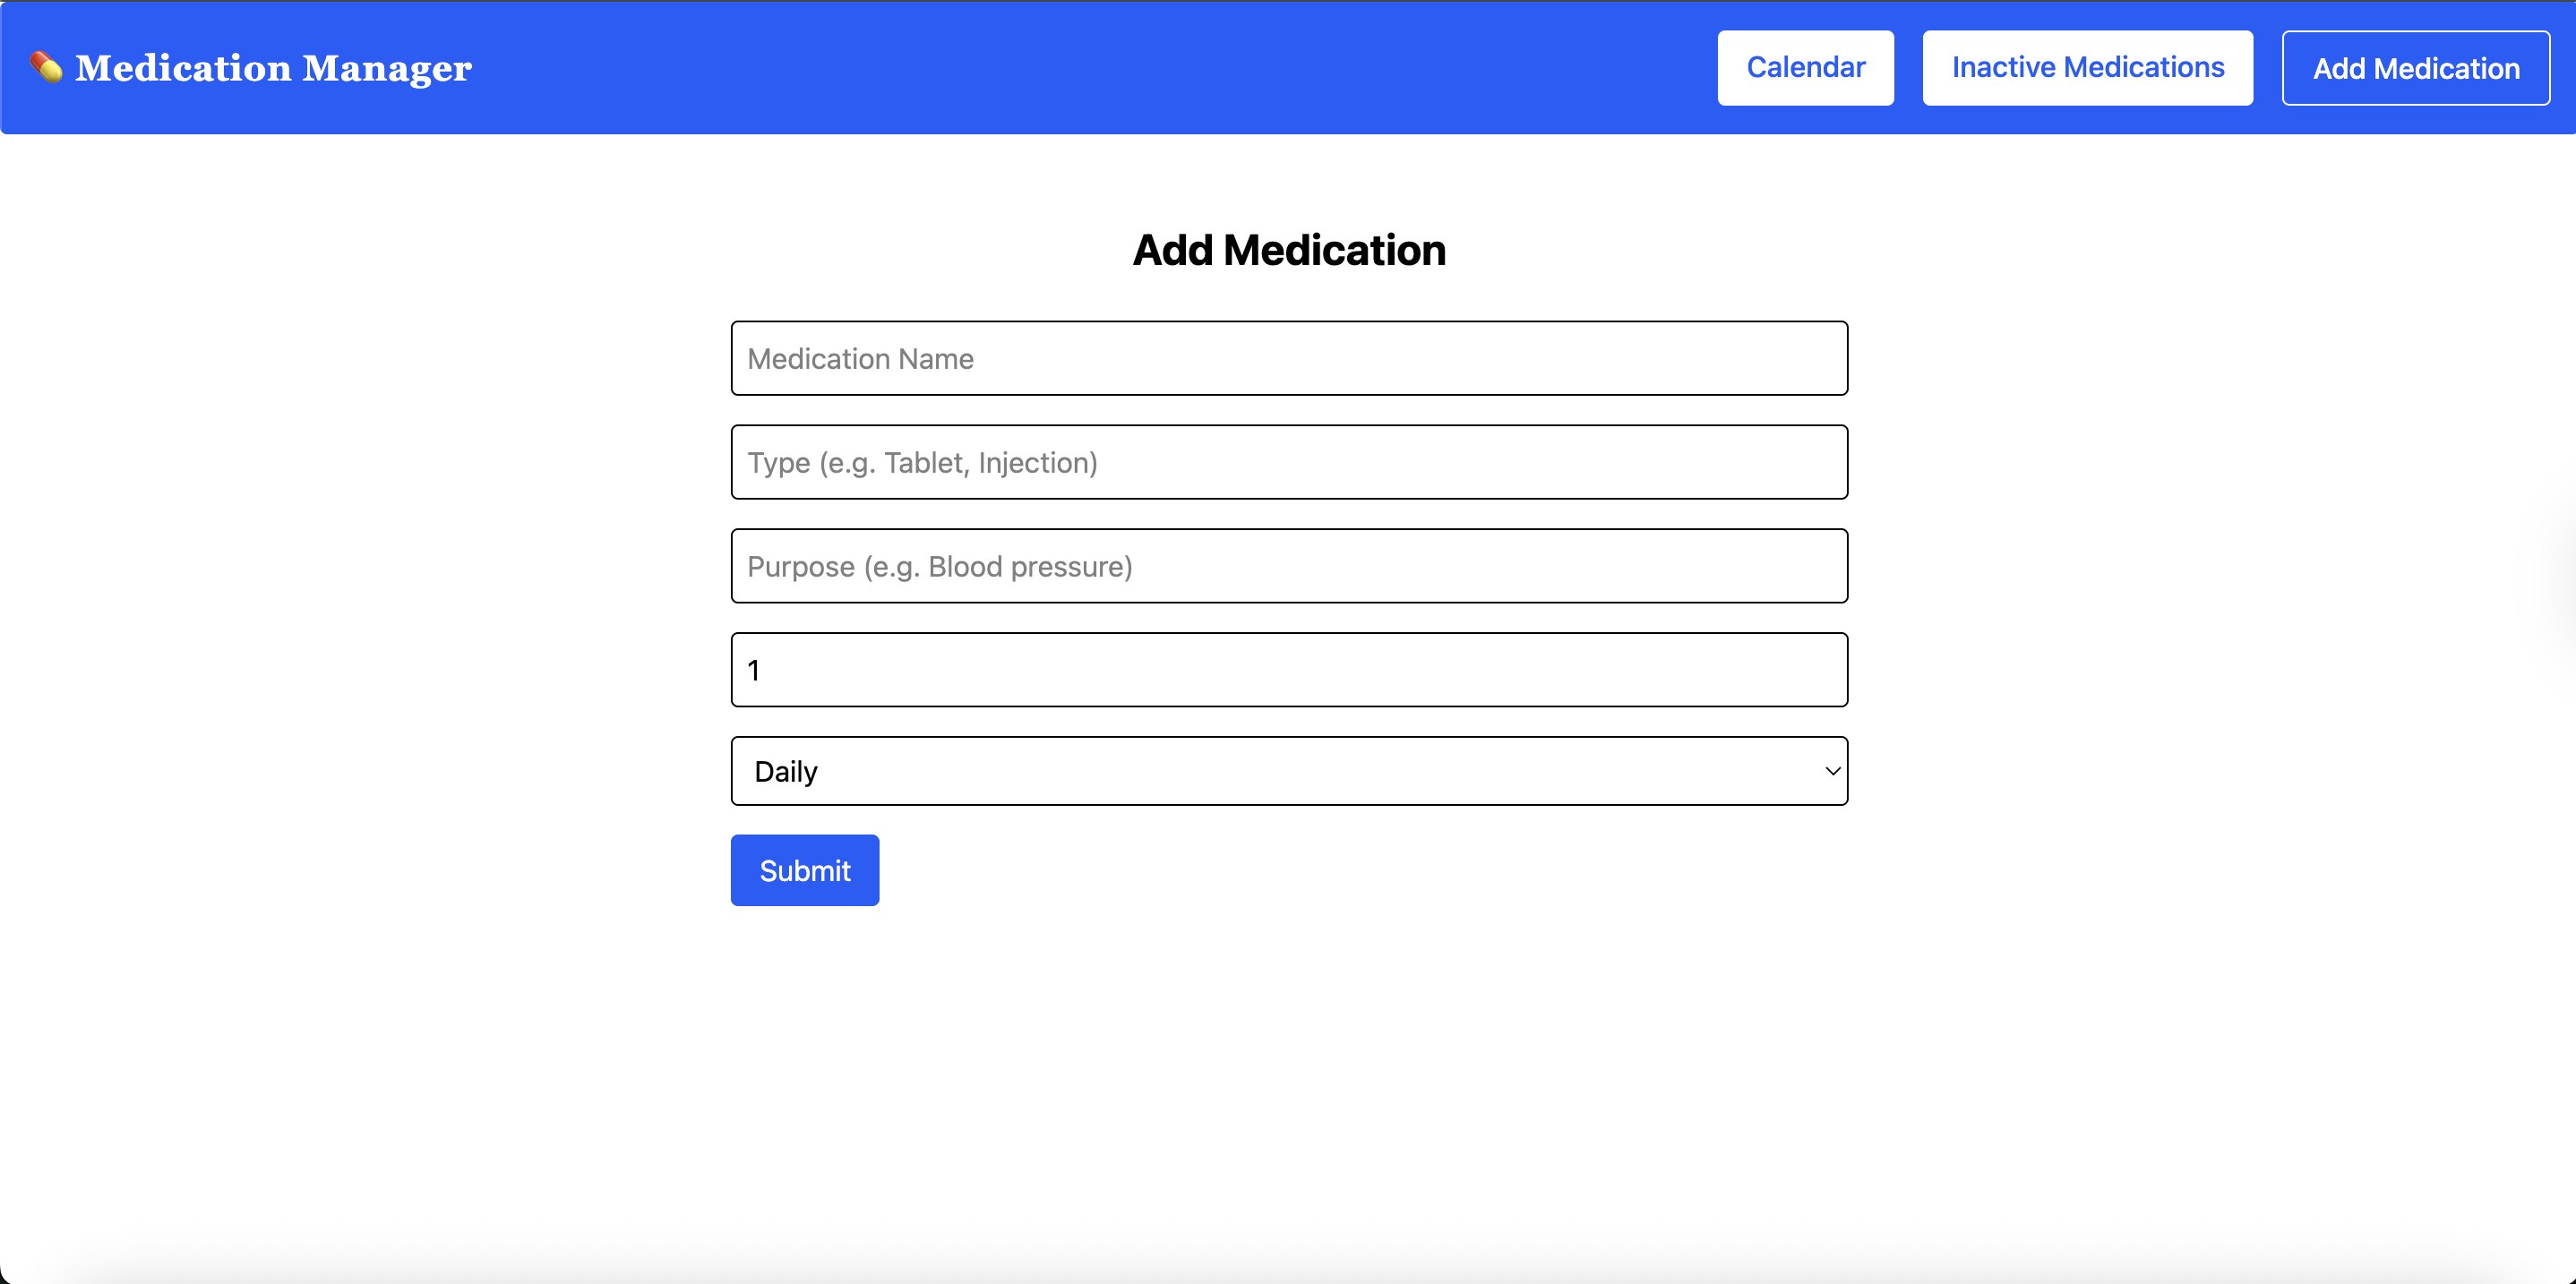 💊 Medication Manager
Calendar
Inactive Medications
Add Medication
Add Medication
Medication Name
Type (e.g. Tablet, Injection)
Purpose (e.g. Blood pressure)
1
Daily
Submit